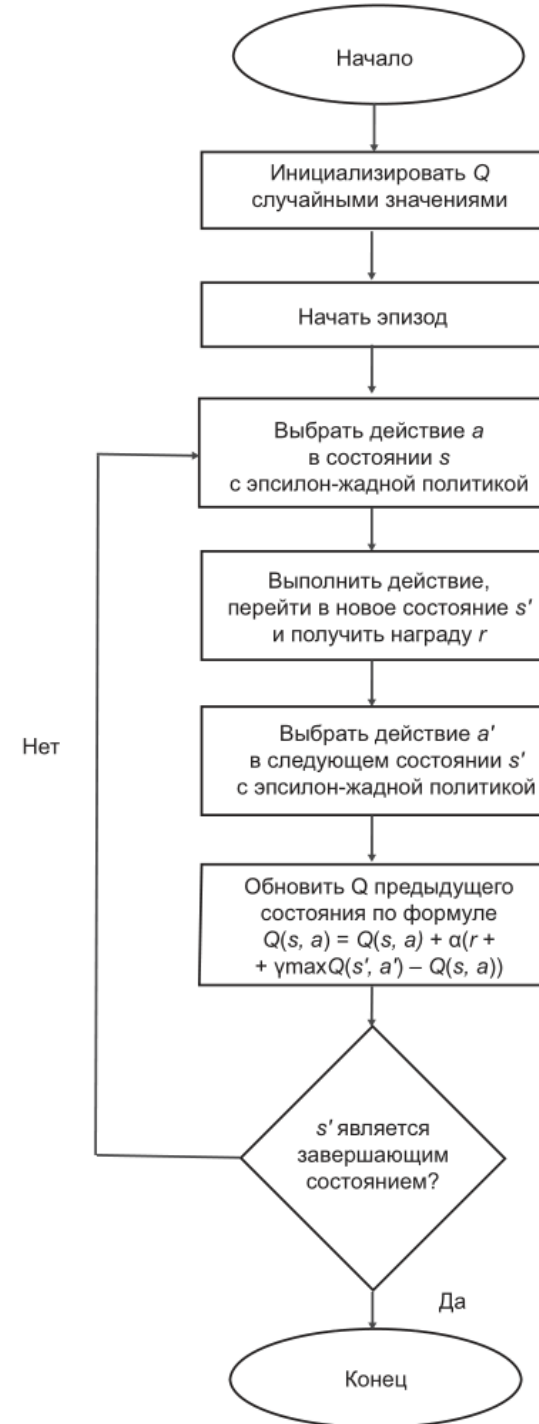 Начало
Инициализировать Q
случайными значениями
Начать эпизод
Выбрать действие a
в состоянии s
с эпсилон-жадной политикой
Выполнить действие,
перейти в новое состояние s'
и получить награду r
Нет
Выбрать действие a'
в следующем состоянии s'
с эпсилон-жадной политикой
Обновить Q предыдущего
состояния по формуле
Q(s, a) = Q(s, a) + α(r +
+ γmaxQ(s', a') – Q(s, a))
s' является
завершающим
состоянием?
Да
Конец